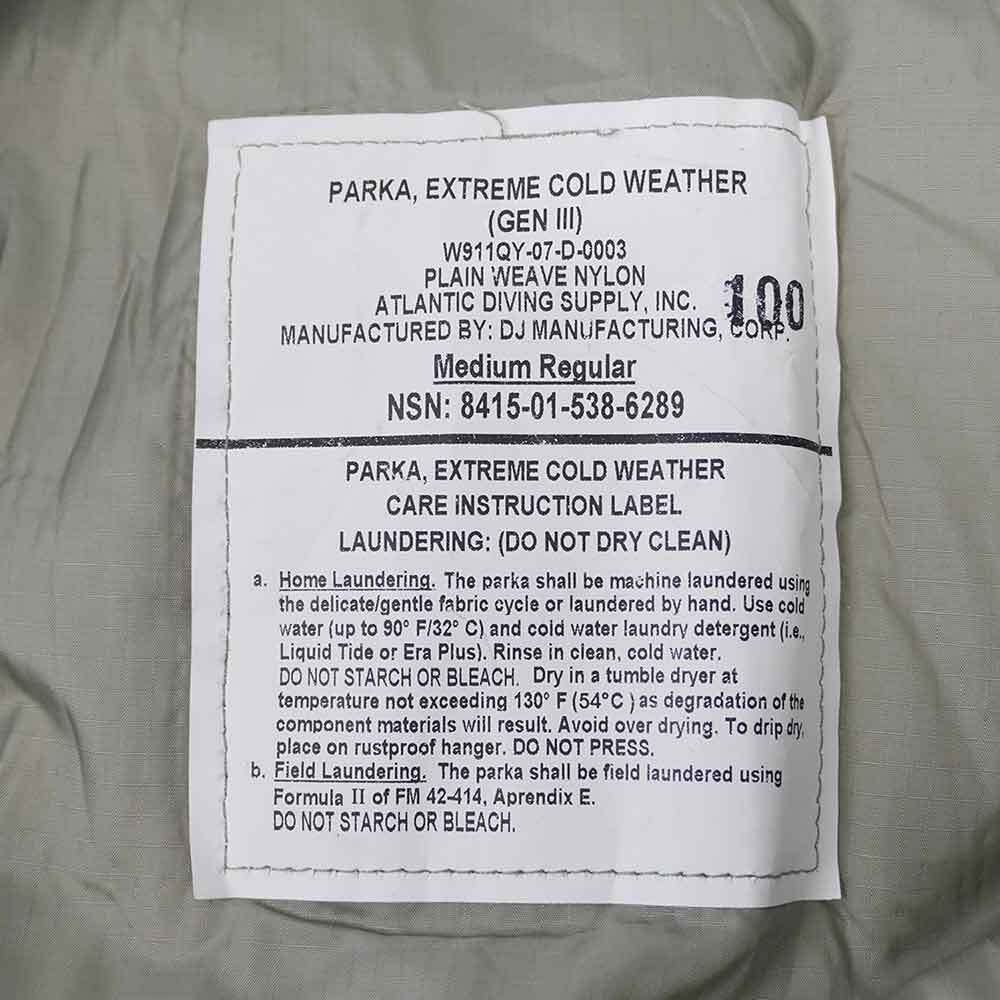 PARKA, EXTREME COLD WEATHER
(GEN III)
W911QY-07-D-0003
PLAIN WEAVE NYLON
ATLANTIC DIVING SUPPLY, INC.
100
MANUFACTURED BY: DJ MANUFACTURING, CORP.
Medium Regular
NSN: 8415-01-538-6289
PARKA, EXTREME COLD WEATHER
CARE INSTRUCTION LABEL
LAUNDERING: (DO NOT DRY CLEAN)
a. Home Laundering. The parka shall be machine laundered using
the delicate/gentle fabric cycle or laundered by hand. Use cold
water (up to 90° F/32° C) and cold water laundry detergent (i.e.,
Liquid Tide or Era Plus). Rinse in clean, cold water.
DO NOT STARCH OR BLEACH. Dry in a tumble dryer at
temperature not exceeding 130° F (54°C ) as degradation of the
component materials will result. Avoid over drying. To drip dry,
place on rustproof hanger. DO NOT PRESS.
b. Field Laundering. The parka shall be field laundered using
Formula II of FM 42-414, Aprendix E.
DO NOT STARCH OR BLEACH.